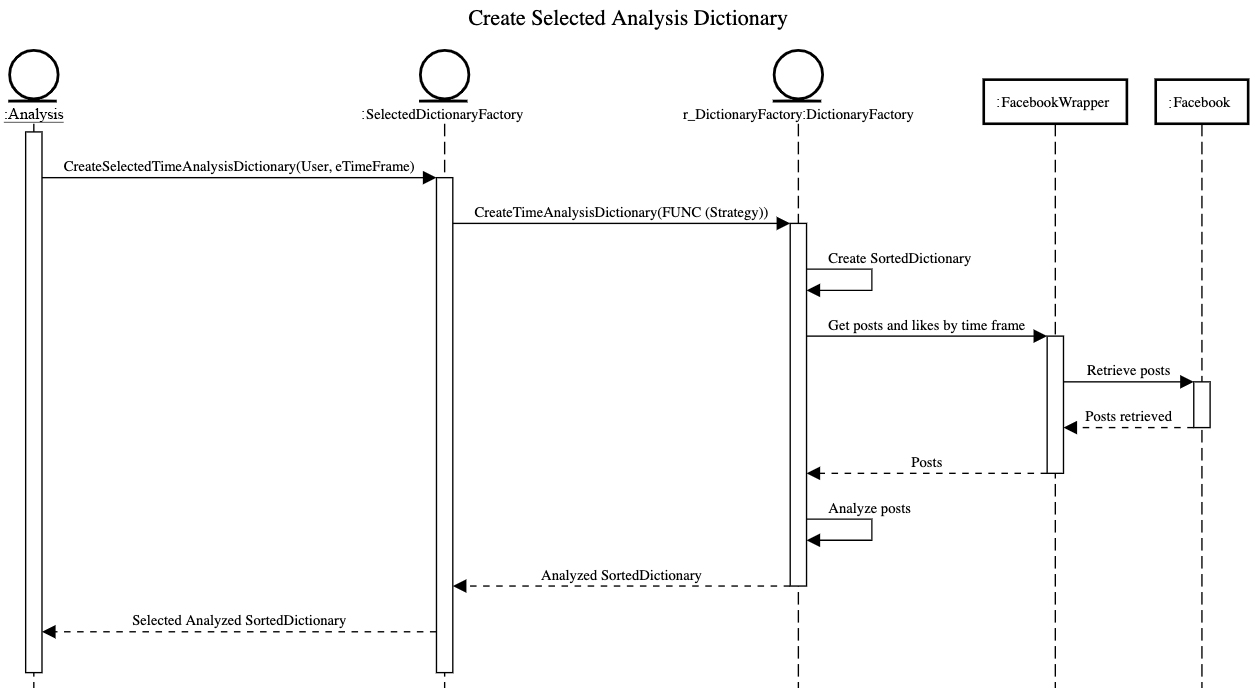 Create Selected Analysis Dictionary
:Analysis
:SelectedDictionaryFactory
r_DictionaryFactory:DictionaryFactory
:FacebookWrapper
:Facebook
CreateSelectedTimeAnalysisDictionary(User, eTimeFrame)
CreateTimeAnalysisDictionary(FUNC (Strategy))
Create SortedDictionary
Get posts and likes by time frame
Retrieve posts
Posts retrieved
Posts
Analyze posts
Analyzed SortedDictionary
Selected Analyzed SortedDictionary